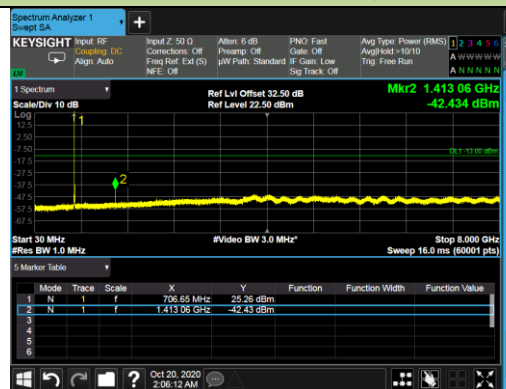 Spectrum Analyzer 1
Swept SA
KEYSIGHT
Input: RF
Coupling: DC
Align: Auto
Input Z: 50 Ω
Corrections: Off
Freq Ref: Ext (S)
NFE: Off
Atten: 6 dB
Preamp: Off
µW Path: Standard
PNO: Fast
Gate: Off
IF Gain: Low
Sig Track: Off
Avg Type: Power (RMS)
Avg|Hold:>10/10
Trig: Free Run
1 2 3 4 5 6
A W W W W W
A N N N N N
LXI
1 Spectrum
Scale/Div 10 dB
Ref Lvl Offset 32.50 dB
Ref Level 22.50 dBm
Mkr2 1.413 06 GHz
-42.434 dBm
Log
12.5
2.50
-7.50
-17.5
-27.5
-37.5
-47.5
-57.5
-67.5
1
2
DL1 -13.00 dBm
Start 30 MHz
#Res BW 1.0 MHz
#Video BW 3.0 MHz*
Stop 8.000 GHz
Sweep 16.0 ms (60001 pts)
5 Marker Table
Mode Trace Scale X Y Function Function Width Function Value
1 N 1 f 706.65 MHz 25.26 dBm
2 N 1 f 1.413 06 GHz -42.43 dBm
3
4
5
6
?
Oct 20, 2020
2:06:12 AM